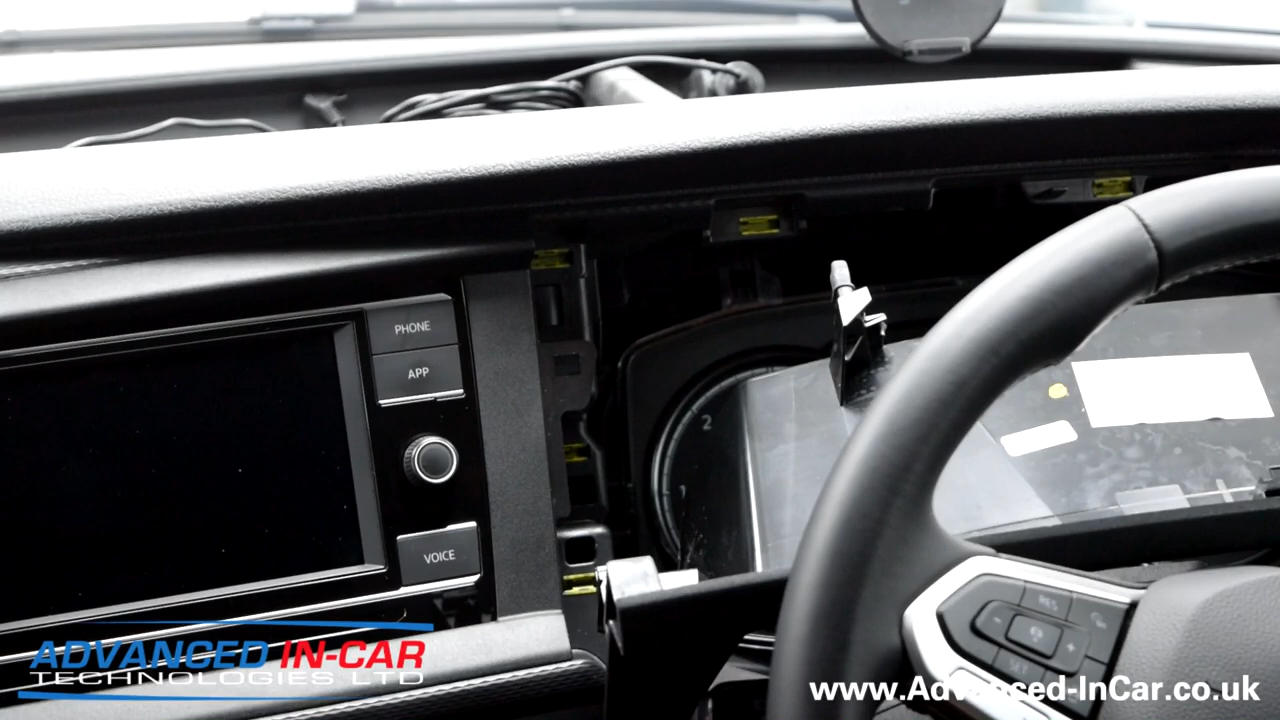 PHONE
APP
2
1
VOICE
RES
SET
- +
ADVANCED IN-CAR
TECHNOLOGIES LTD
www.Advanced-InCar.co.uk